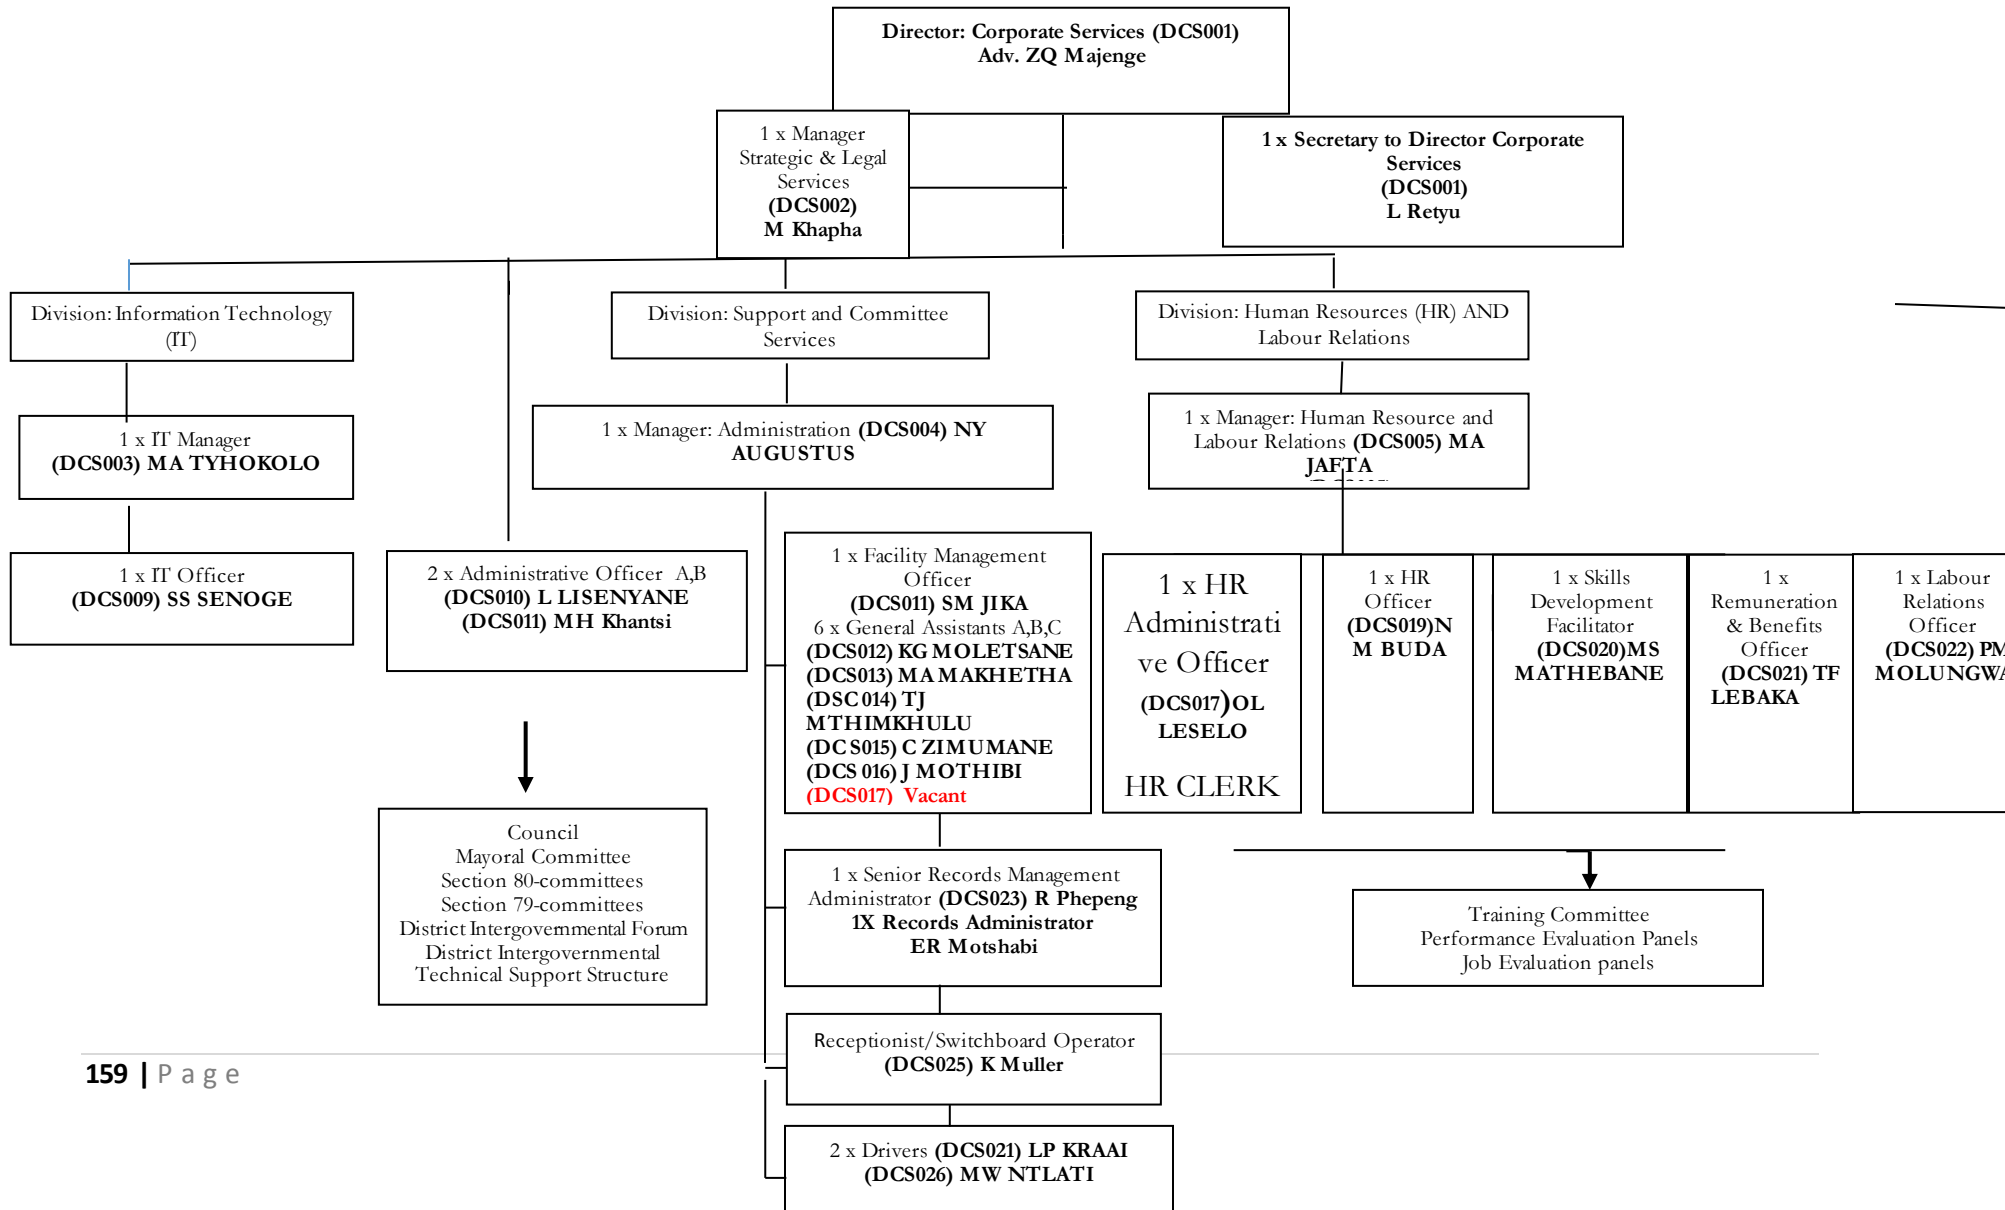 Director: Corporate Services (DCS001)
Adv. ZQ Majenge
1 x Manager
Strategic & Legal
Services
(DCS002)
M Khapha
1 x Secretary to Director Corporate
Services
(DCS001)
L Retyu
Division: Information Technology
(IT)
Division: Support and Committee
Services
Division: Human Resources (HR) AND
Labour Relations
1 x IT Manager
(DCS003) MA TYHOKOLO
1 x Manager: Administration (DCS004) NY
AUGUSTUS
1 x Manager: Human Resource and
Labour Relations (DCS005) MA
JAFTA
1 x IT Officer
(DCS009) SS SENOGE
2 x Administrative Officer A,B
(DCS010) L LISENYANE
(DCS011) MH Khantsi
1 x Facility Management
Officer
(DCS011) SM JIKA
6 x General Assistants A,B,C
(DCS012) KG MOLETSANE
(DCS013) MA MAKHETHA
(DSC 014) TJ
MTHIMKHULU
(DCS015) C ZIMUMANE
(DCS 016) J MOTHIBI
(DCS017) Vacant
1 x HR
Administrati
ve Officer
(DCS017)OL
LESELO
HR CLERK
1 x HR
Officer
(DCS019)N
M BUDA
1 x Skills
Development
Facilitator
(DCS020)MS
MATHEBANE
1 x
Remuneration
& Benefits
Officer
(DCS021) TF
LEBAKA
1 x Labour
Relations
Officer
(DCS022) PM
MOLUNGWA
Council
Mayoral Committee
Section 80-committees
Section 79-committees
District Intergovernmental Forum
District Intergovernmental
Technical Support Structure
1 x Senior Records Management
Administrator (DCS023) R Phepeng
1X Records Administrator
ER Motshabi
Training Committee
Performance Evaluation Panels
Job Evaluation panels
Receptionist/Switchboard Operator
(DCS025) K Muller
159 | Page
2 x Drivers (DCS021) LP KRAAI
(DCS026) MW NTLATI